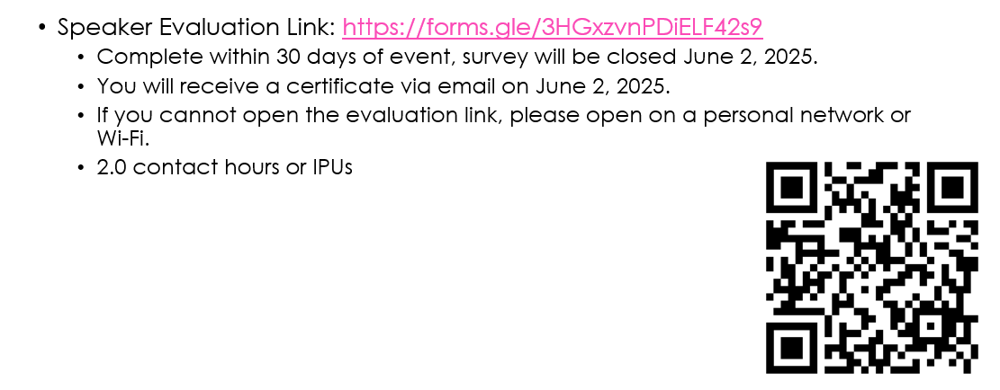 • Speaker Evaluation Link: https://forms.gle/3HGxzvnPDiELF42s9
• Complete within 30 days of event, survey will be closed June 2, 2025.
• You will receive a certificate via email on June 2, 2025.
• If you cannot open the evaluation link, please open on a personal network or
Wi-Fi.
• 2.0 contact hours or IPUs